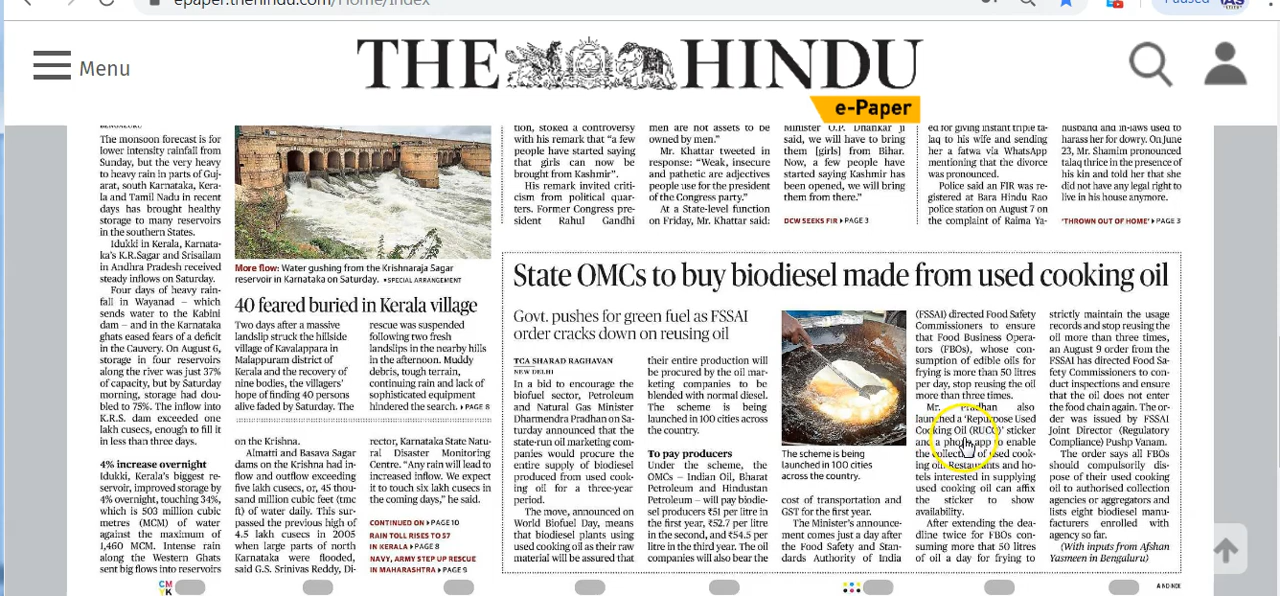 epaper.thehindu.com/Home/Index
Paused
Menu
THE HINDU
e-Paper
The monsoon forecast is for
lower intensity rainfall from
Sunday, but the very heavy
to heavy rain in parts of Guj-
arat, south Karnataka, Kera-
la and Tamil Nadu in recent
days has brought healthy
storage to many reservoirs
in the southern States.
Idukki in Kerala, Karnata-
ka's K.R.Sagar and Srisailam
in Andhra Pradesh received
steady inflows on Saturday.
Four days of heavy rain-
fall in Wayanad – which
sends water to the Kabini
dam – and in the Karnataka
ghats eased fears of a deficit
in the Cauvery. On August 6,
storage in four reservoirs
along the river was just 37%
of capacity, but by Saturday
morning, storage had dou-
bled to 75%. The inflow into
K.R.S. dam exceeded one
lakh cusecs, enough to fill it
in less than three days.
4% increase overnight
Idukki, Kerala's biggest re-
servoir, improved storage by
4% overnight, touching 34%,
which is 503 million cubic
metres (MCM) of water
against the maximum of
1,460 MCM. Intense rain
along the Western Ghats
sent big flows into reservoirs
More flow: Water gushing from the Krishnaraja Sagar
reservoir in Karnataka on Saturday. •SPECIAL ARRANGEMENT
40 feared buried in Kerala village
Two days after a massive
landslip struck the hillside
village of Kavalappara in
Malappuram district of
Kerala and the recovery of
nine bodies, the villagers'
hope of finding 40 persons
alive faded by Saturday. The
rescue was suspended
following two fresh
landslips in the nearby hills
in the afternoon. Muddy
debris, tough terrain,
continuing rain and lack of
sophisticated equipment
hindered the search. ▸PAGE 8
on the Krishna.
Almatti and Basava Sagar
dams on the Krishna had in-
flow and outflow exceeding
five lakh cusecs, or, 45 thou-
sand million cubic feet (tmc
ft) of water daily. This sur-
passed the previous high of
4.5 lakh cusecs in 2005
when large parts of north
Karnataka were flooded,
said G.S. Srinivas Reddy, Di-
rector, Karnataka State Natu-
ral Disaster Monitoring
Centre. “Any rain will lead to
increased inflow. We expect
it to touch six lakh cusecs in
the coming days,” he said.
CONTINUED ON ▸PAGE 10
RAIN TOLL RISES TO 57
IN KERALA ▸PAGE 8
NAVY, ARMY STEP UP RESCUE
IN MAHARASHTRA ▸PAGE 9
tion, stoked a controversy
with his remark that “a few
people have started saying
that girls can now be
brought from Kashmir”.
His remark invited criti-
cism from political quar-
ters. Former Congress pre-
sident Rahul Gandhi
men are not assets to be
owned by men.”
Mr. Khattar tweeted in
response: “Weak, insecure
and pathetic are adjectives
people use for the president
of the Congress party.”
At a State-level function
on Friday, Mr. Khattar said:
Minister O.P. Dhankar ji
said, we will have to bring
them [girls] from Bihar.
Now, a few people have
started saying Kashmir has
been opened, we will bring
them from there”.
DCW SEEKS FIR ▸PAGE 3
ed for giving instant triple ta-
laq to his wife and sending
her a fatwa via WhatsApp
mentioning that the divorce
was pronounced.
Police said an FIR was re-
gistered at Bara Hindu Rao
police station on August 7 on
the complaint of Raima Ya-
husband and in-laws used to
harass her for dowry. On June
23, Mr. Shamim pronounced
talaq thrice in the presence of
his kin and told her that she
did not have any legal right to
live in his house anymore.
‘THROWN OUT OF HOME’ ▸PAGE 3
State OMCs to buy biodiesel made from used cooking oil
Govt. pushes for green fuel as FSSAI
order cracks down on reusing oil
TCA SHARAD RAGHAVAN
NEW DELHI
In a bid to encourage the
biofuel sector, Petroleum
and Natural Gas Minister
Dharmendra Pradhan on Sa-
turday announced that the
state-run oil marketing com-
panies would procure the
entire supply of biodiesel
produced from used cook-
ing oil for a three-year
period.
The move, announced on
World Biofuel Day, means
that biodiesel plants using
used cooking oil as their raw
material will be assured that
their entire production will
be procured by the oil mar-
keting companies to be
blended with normal diesel.
The scheme is being
launched in 100 cities across
the country.
To pay producers
Under the scheme, the
OMCs – Indian Oil, Bharat
Petroleum and Hindustan
Petroleum – will pay biodie-
sel producers ₹51 per litre in
the first year, ₹52.7 per litre
in the second, and ₹54.5 per
litre in the third year. The oil
companies will also bear the
The scheme is being
launched in 100 cities
across the country.
cost of transportation and
GST for the first year.
The Minister's announce-
ment comes just a day after
the Food Safety and Stan-
dards Authority of India
(FSSAI) directed Food Safety
Commissioners to ensure
that Food Business Opera-
tors (FBOs), whose con-
sumption of edible oils for
frying is more than 50 litres
per day, stop reusing the oil
more than three times.
Mr. Pradhan also
launched a ‘Repurpose Used
Cooking Oil (RUCO)’ sticker
and a phone app to enable
the collection of used cook-
ing oil. Restaurants and ho-
tels interested in supplying
used cooking oil can affix
the sticker to show
availability.
After extending the dea-
dline twice for FBOs con-
suming more than 50 litres
of oil a day for frying to
strictly maintain the usage
records and stop reusing the
oil more than three times,
an August 9 order from the
FSSAI has directed Food Sa-
fety Commissioners to con-
duct inspections and ensure
that the oil does not enter
the food chain again. The or-
der was issued by FSSAI
Joint Director (Regulatory
Compliance) Pushp Vanam.
The order says all FBOs
should compulsorily dis-
pose of their used cooking
oil to authorised collection
agencies or aggregators and
lists eight biodiesel manu-
facturers enrolled with
agency so far.
(With inputs from Afshan
Yasmeen in Bengaluru)
CM
YK
A ND-NDE